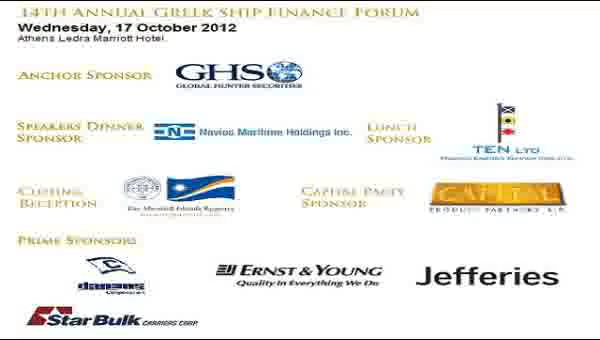 14TH ANNUAL GREEK SHIP FINANCE FORUM
Wednesday, 17 October 2012
Athens Ledra Marriott Hotel
ANCHOR SPONSOR
GHS
GLOBAL HUNTER SECURITIES
SPEAKERS DINNER
SPONSOR
N
Navios Maritime Holdings Inc.
LUNCH
SPONSOR
TEN LTD
CLOSING
RECEPTION
The Marshall Islands Registry
CAPITAL PARTY
SPONSOR
CAPITAL
PRODUCT PARTNERS L.P.
PRIME SPONSORS
C
danaos
ERNST & YOUNG
Quality In Everything We Do
Jefferies
StarBulk CARRIERS CORP.